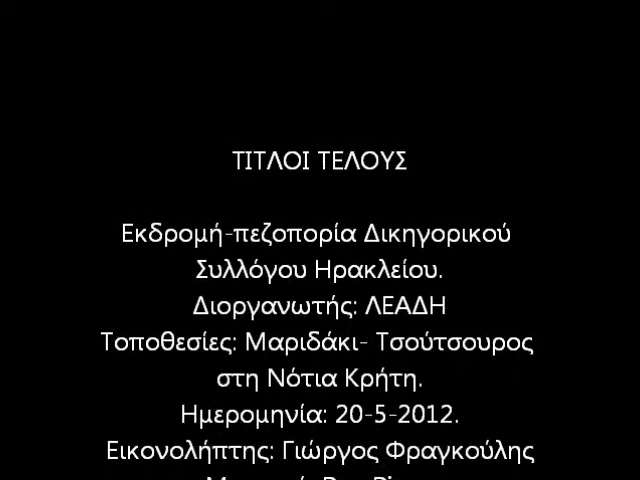 ΤΙΤΛΟΙ ΤΕΛΟΥΣ
Εκδρομή-πεζοπορία Δικηγορικού
Συλλόγου Ηρακλείου.
Διοργανωτής: ΛΕΑΔΗ
Τοποθεσίες: Μαριδάκι- Τσούτσουρος
στη Νότια Κρήτη.
Ημερομηνία: 20-5-2012.
Εικονολήπτης: Γιώργος Φραγκούλης